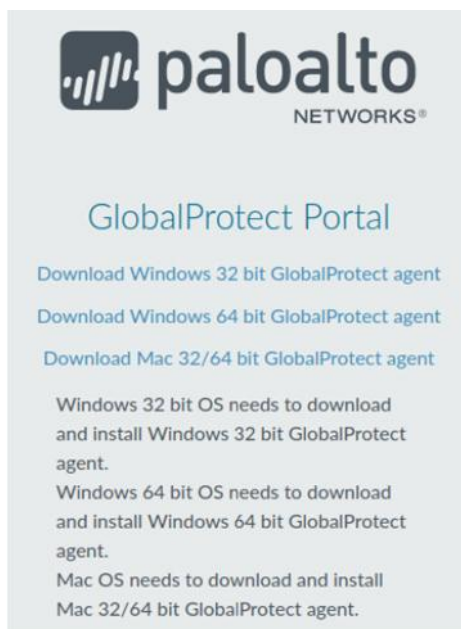 paloalto
NETWORKS®
GlobalProtect Portal
Download Windows 32 bit GlobalProtect agent
Download Windows 64 bit GlobalProtect agent
Download Mac 32/64 bit GlobalProtect agent
Windows 32 bit OS needs to download
and install Windows 32 bit GlobalProtect
agent.
Windows 64 bit OS needs to download
and install Windows 64 bit GlobalProtect
agent.
Mac OS needs to download and install
Mac 32/64 bit GlobalProtect agent.